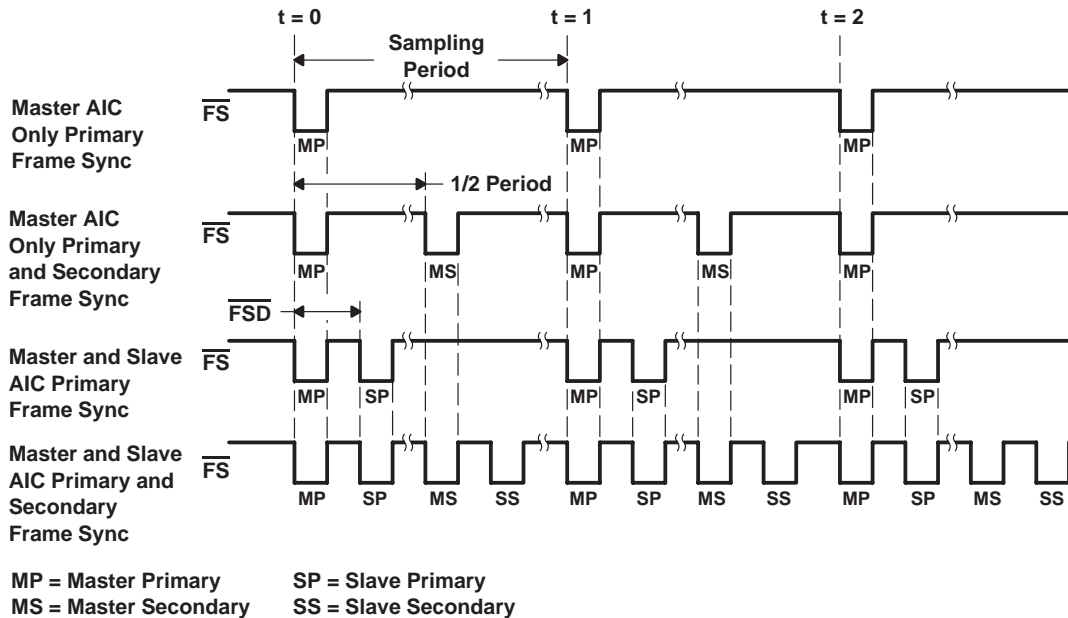 t = 0 t = 1 t = 2
Sampling
Period
Master AIC
Only Primary
Frame Sync
FS
MP MP MP
1/2 Period
Master AIC
Only Primary
and Secondary
Frame Sync
FS
MP MS MP MS MP
FSD
Master and Slave
AIC Primary
Frame Sync
FS
MP SP MP SP MP SP
Master and Slave
AIC Primary and
Secondary
Frame Sync
FS
MP SP MS SS MP SP MS SS MP SP MS SS
MP = Master Primary SP = Slave Primary
MS = Master Secondary SS = Slave Secondary